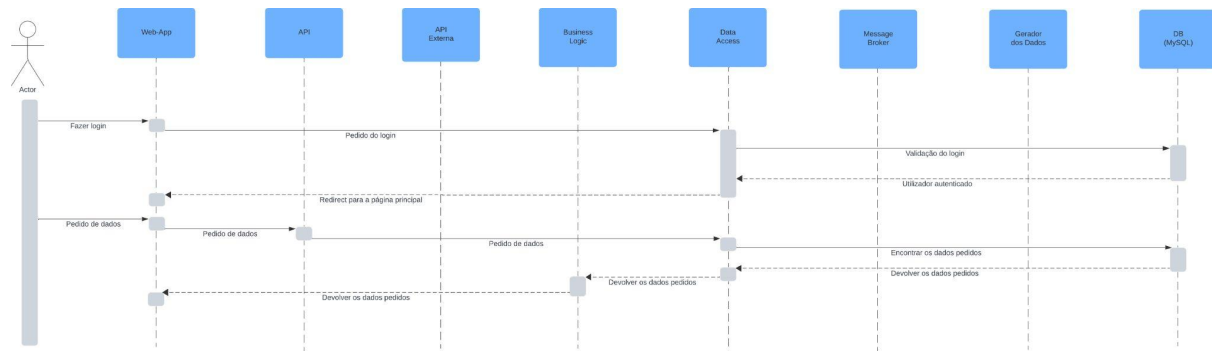 Web-App
API
API
Externa
Business
Logic
Data
Access
Message
Broker
Gerador
dos Dados
DB
(MySQL)
Actor
Fazer login
Pedido do login
Validação do login
Utilizador autenticado
Redirect para a página principal
Pedido de dados
Pedido de dados
Pedido de dados
Encontrar os dados pedidos
Devolver os dados pedidos
Devolver os dados pedidos
Devolver os dados pedidos